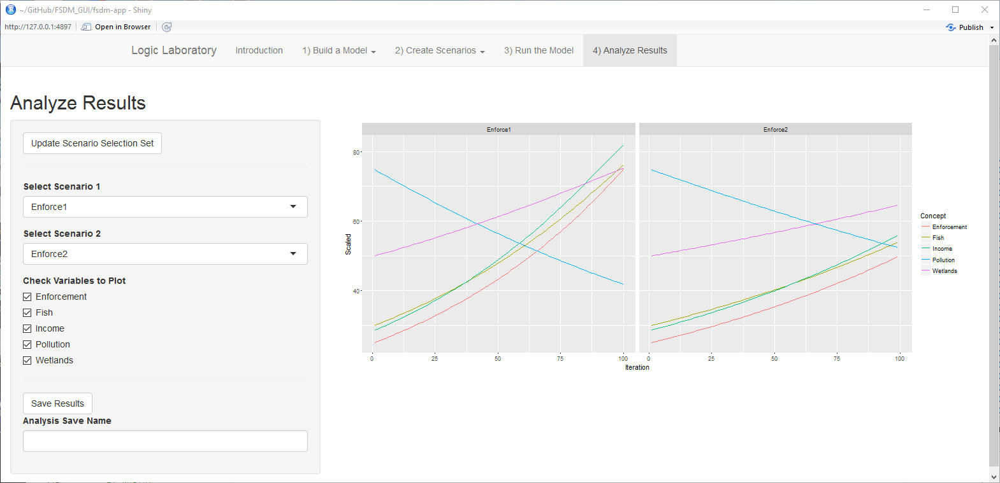 ~/GitHub/FSDM_GUI/fsdm-app - Shiny
http://127.0.0.1:4897 Open in Browser Publish
Logic Laboratory Introduction 1) Build a Model 2) Create Scenarios 3) Run the Model 4) Analyze Results
Analyze Results
Update Scenario Selection Set
Select Scenario 1
Enforce1
Select Scenario 2
Enforce2
Check Variables to Plot
Enforcement
Fish
Income
Pollution
Wetlands
Save Results
Analysis Save Name
Enforce1 Enforce2
80
60
40
Scaled
0 25 50 75 100 0 25 50 75 100
Iteration
Concept
Enforcement
Fish
Income
Pollution
Wetlands